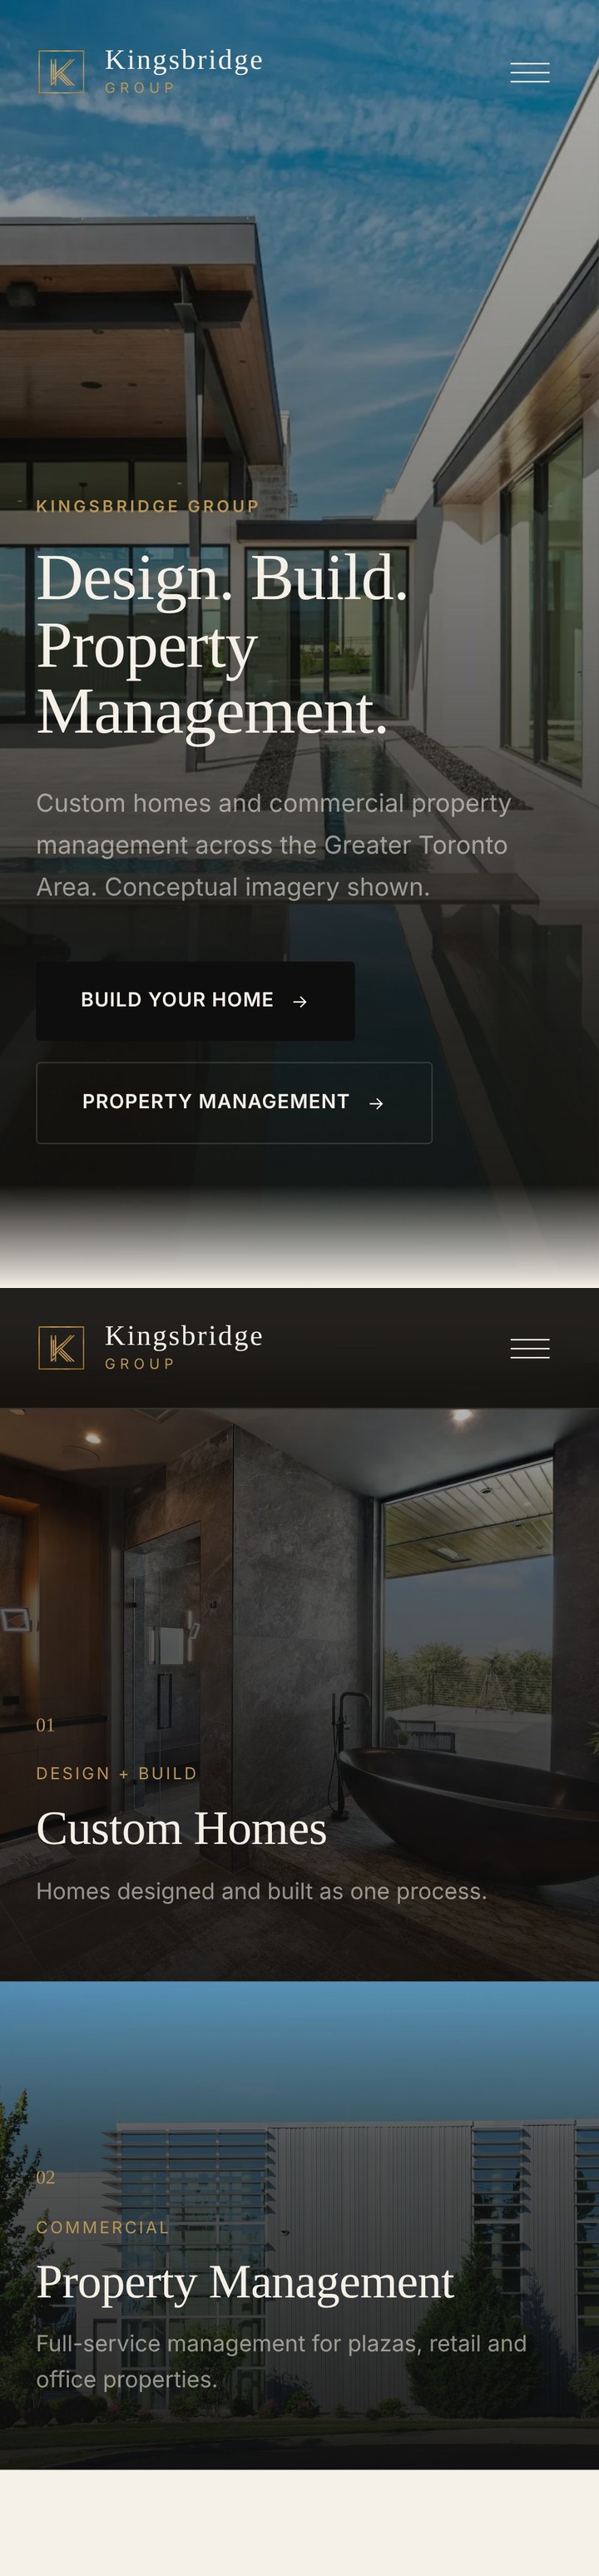 Kingsbridge
GROUP
KINGSBRIDGE GROUP
Design. Build.
Property
Management.
Custom homes and commercial property
management across the Greater Toronto
Area. Conceptual imagery shown.
BUILD YOUR HOME →
PROPERTY MANAGEMENT →
Kingsbridge
GROUP
01
DESIGN + BUILD
Custom Homes
Homes designed and built as one process.
02
COMMERCIAL
Property Management
Full-service management for plazas, retail and
office properties.